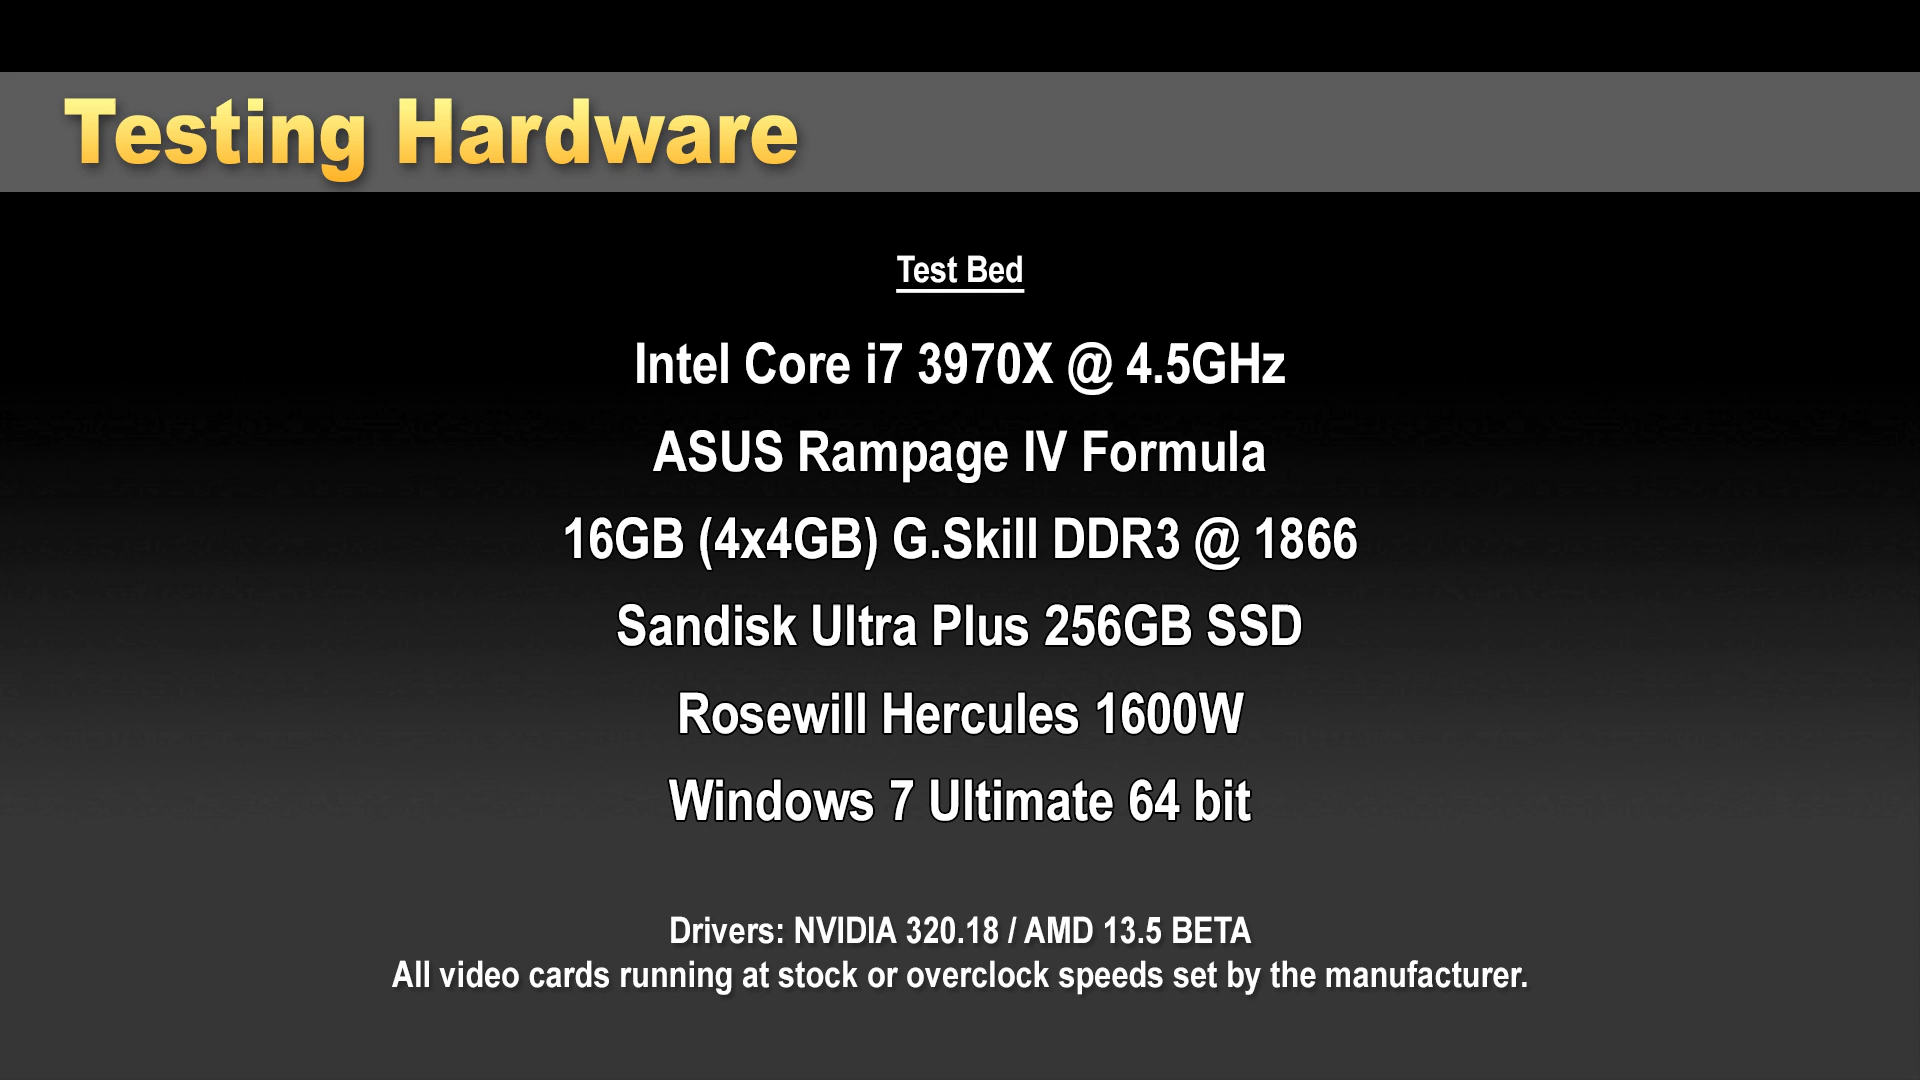 Testing Hardware
Test Bed
Intel Core i7 3970X @ 4.5GHz
ASUS Rampage IV Formula
16GB (4x4GB) G.Skill DDR3 @ 1866
Sandisk Ultra Plus 256GB SSD
Rosewill Hercules 1600W
Windows 7 Ultimate 64 bit
Drivers: NVIDIA 320.18 / AMD 13.5 BETA
All video cards running at stock or overclock speeds set by the manufacturer.